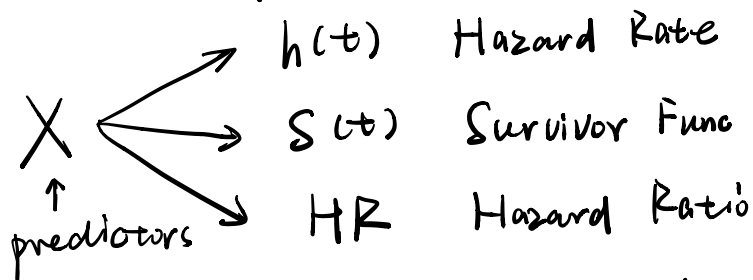 h(t) Hazard Rate
X
S(t) Survivor Func
HR Hazard Ratio
predictors